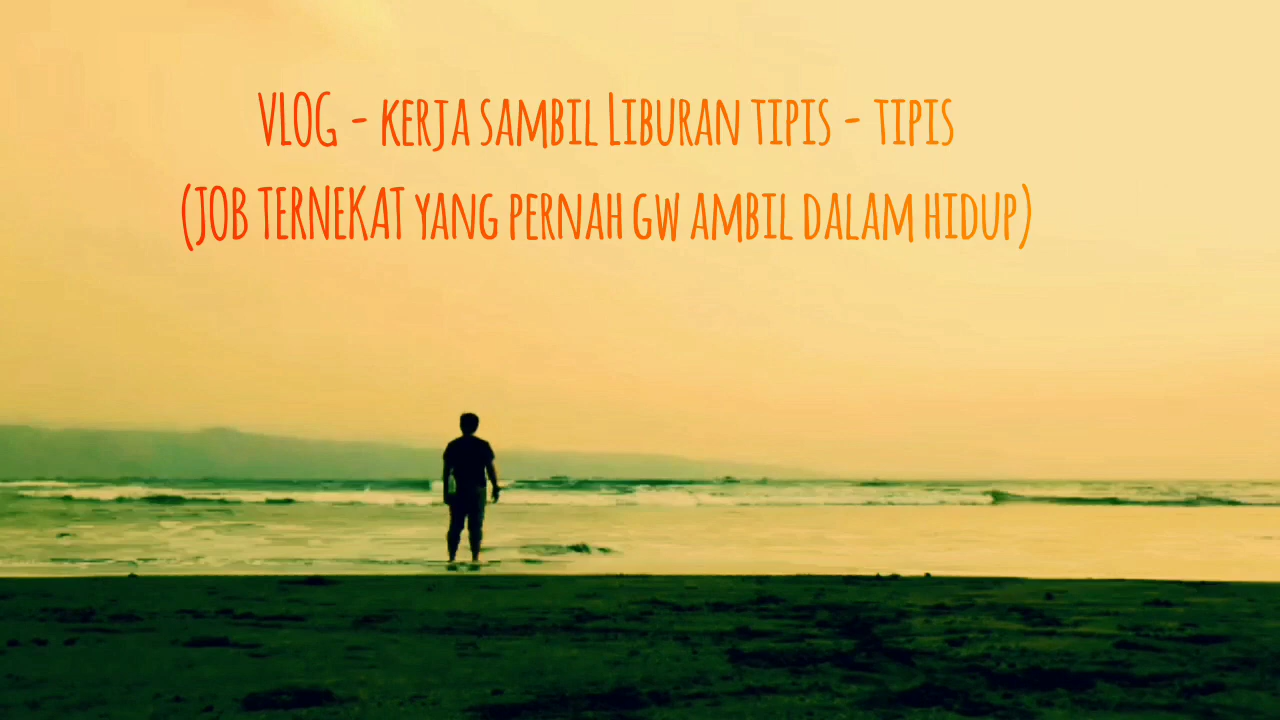 VLOG - kerja sambil Liburan tipis - tipis
(JOB TERNEKAT yang pernah gw ambil dalam hidup)